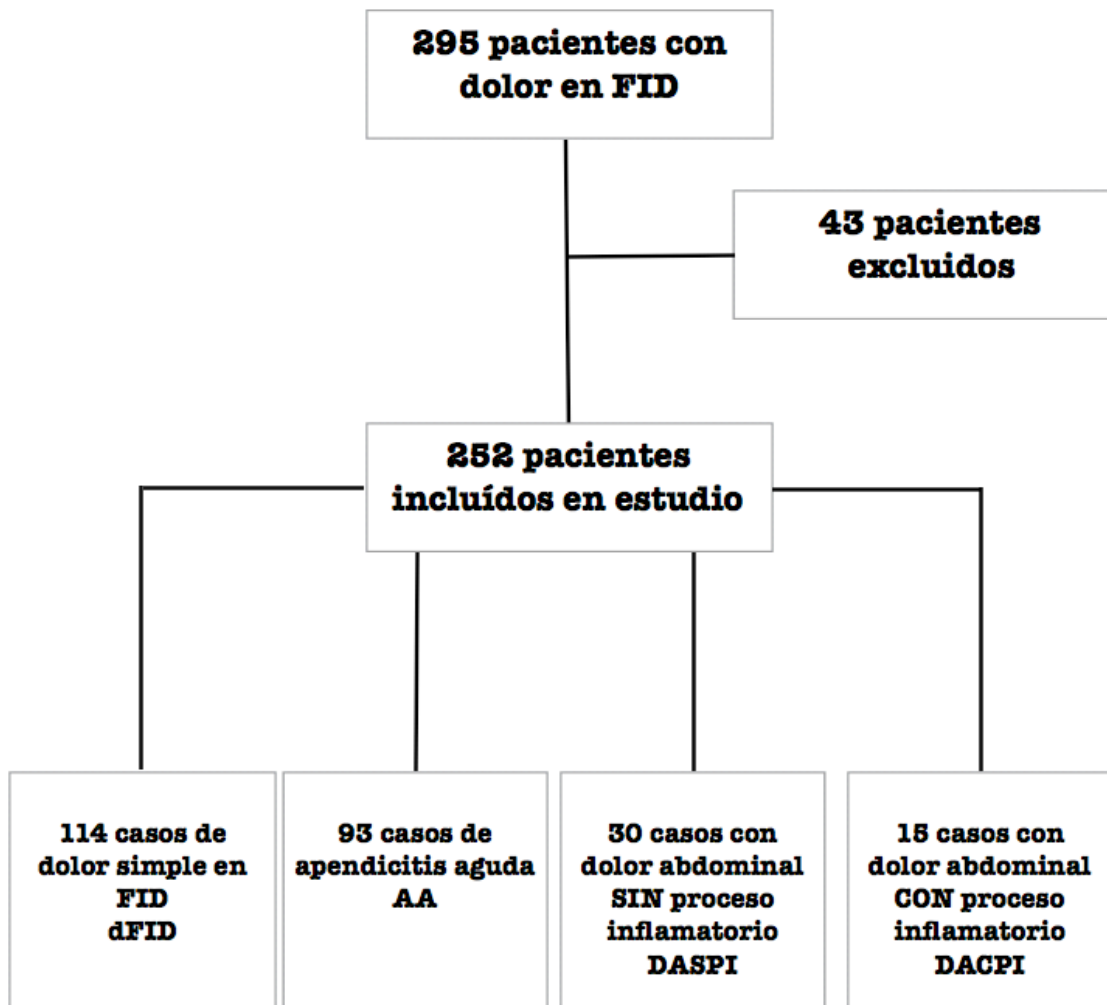 295 pacientes con
dolor en FID
43 pacientes
excluidos
252 pacientes
incluídos en estudio
114 casos de
dolor simple en
FID
dFID
93 casos de
apendicitis aguda
AA
30 casos con
dolor abdominal
SIN proceso
inflamatorio
DASPI
15 casos con
dolor abdominal
CON proceso
inflamatorio
DACPI